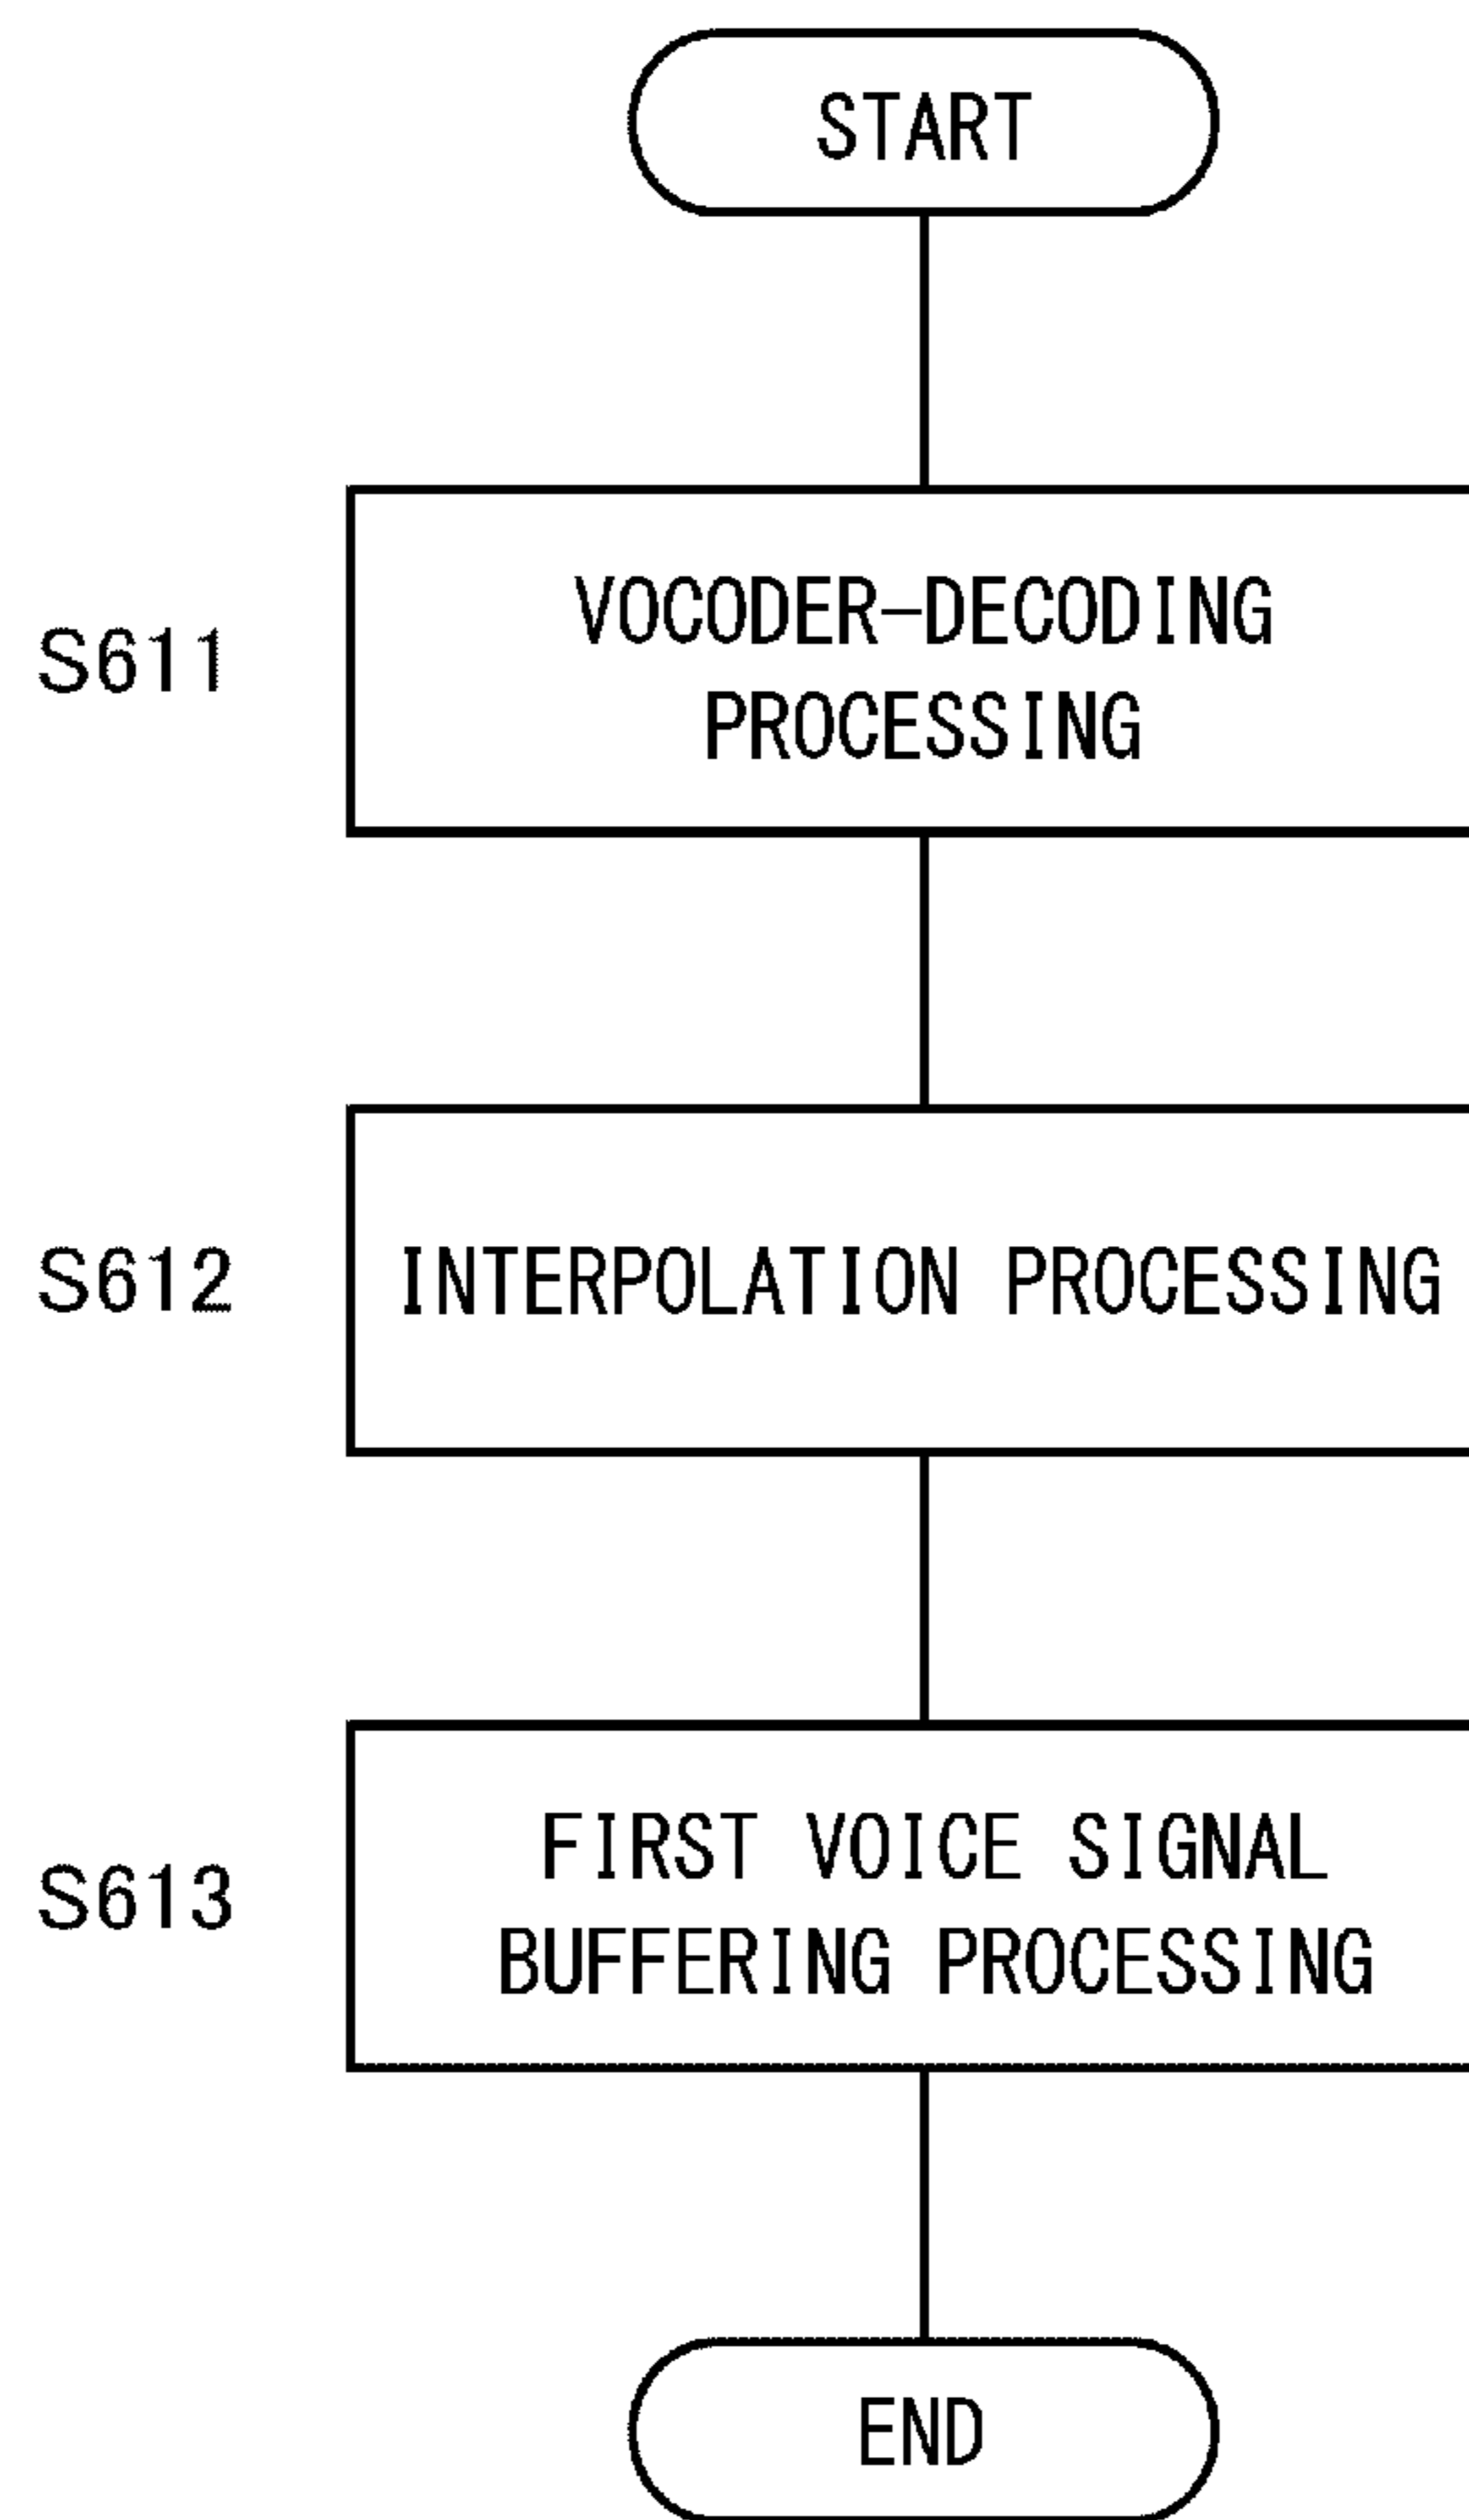 START
S611
VOCODER-DECODING
PROCESSING
S612
INTERPOLATION PROCESSING
S613
FIRST VOICE SIGNAL
BUFFERING PROCESSING
END